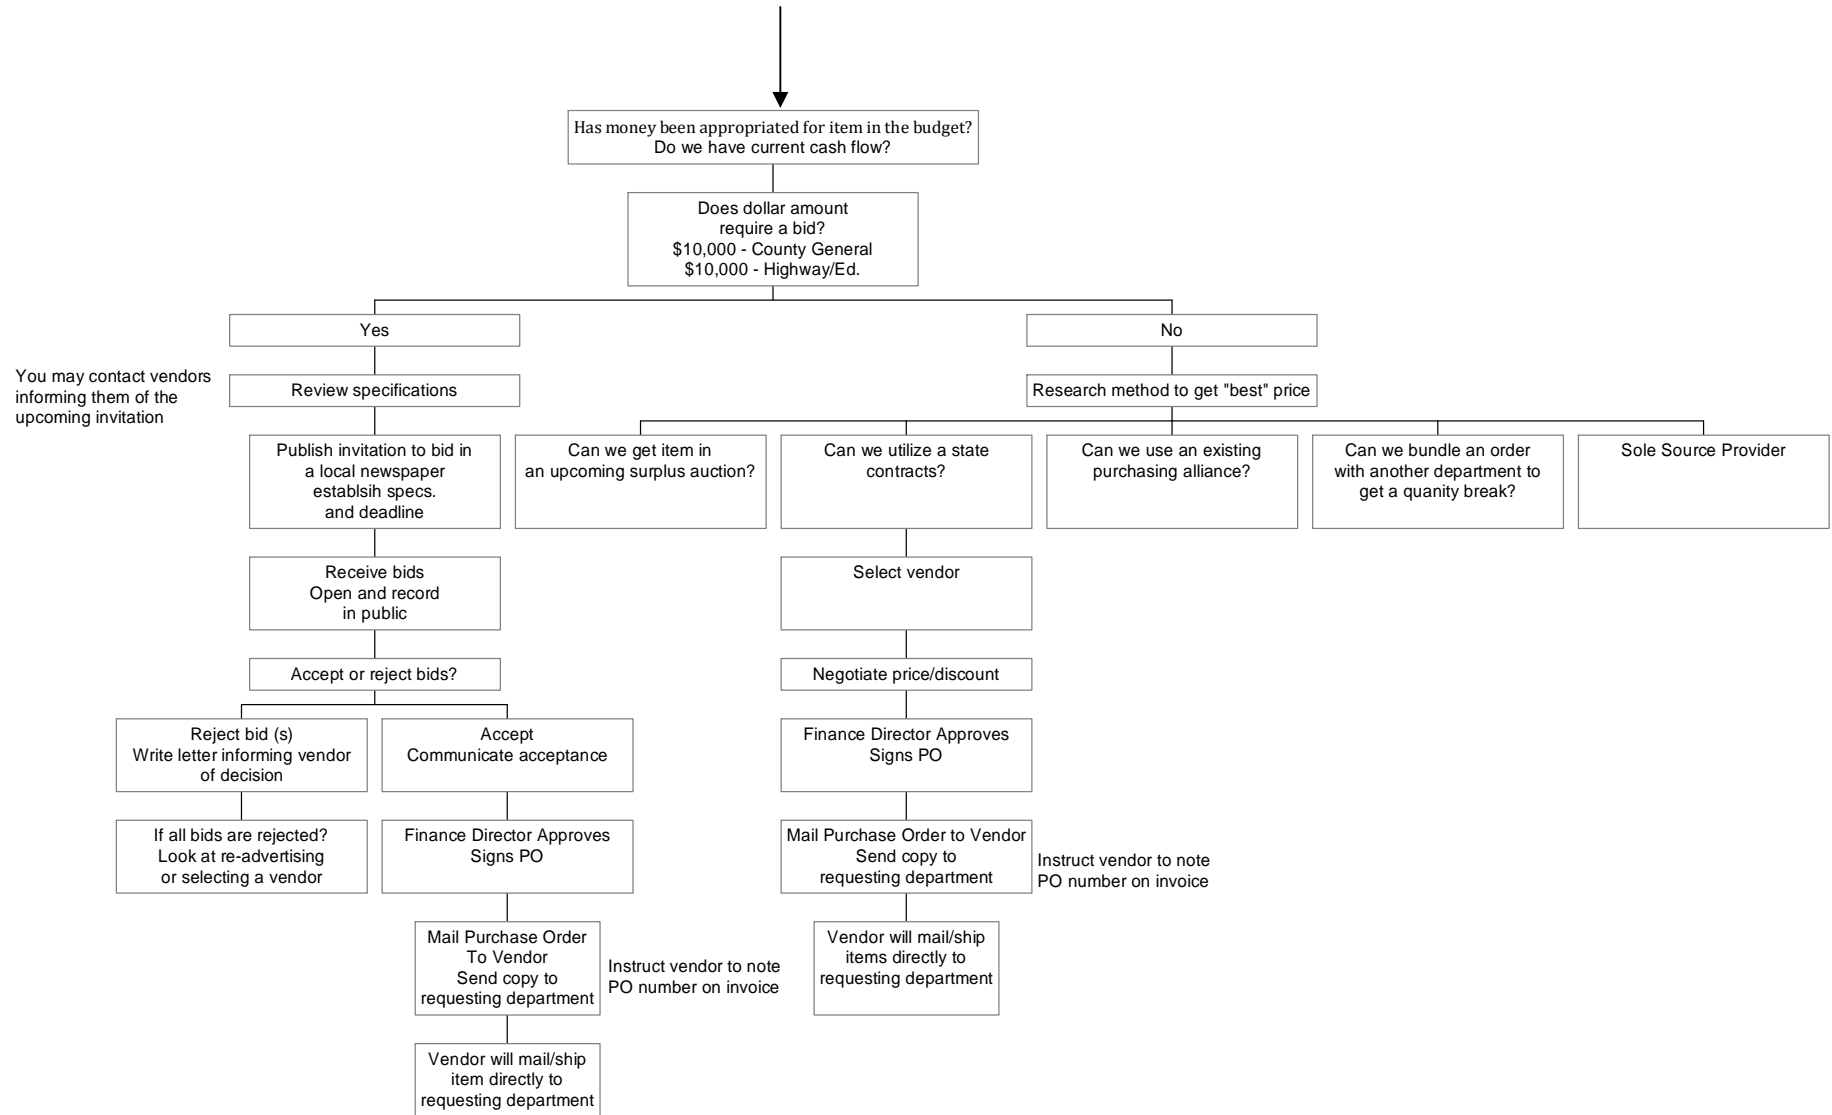 Has money been appropriated for item in the budget?
Do we have current cash flow?
Does dollar amount
require a bid?
$10,000 - County General
$10,000 - Highway/Ed.
Yes
No
You may contact vendors
informing them of the
upcoming invitation
Review specifications
Research method to get "best" price
Publish invitation to bid in
a local newspaper
establsih specs.
and deadline
Can we get item in
an upcoming surplus auction?
Can we utilize a state
contracts?
Can we use an existing
purchasing alliance?
Can we bundle an order
with another department to
get a quanity break?
Sole Source Provider
Receive bids
Open and record
in public
Select vendor
Accept or reject bids?
Negotiate price/discount
Reject bid (s)
Write letter informing vendor
of decision
Accept
Communicate acceptance
Finance Director Approves
Signs PO
If all bids are rejected?
Look at re-advertising
or selecting a vendor
Finance Director Approves
Signs PO
Mail Purchase Order to Vendor
Send copy to
requesting department
Instruct vendor to note
PO number on invoice
Mail Purchase Order
To Vendor
Send copy to
requesting department
Instruct vendor to note
PO number on invoice
Vendor will mail/ship
items directly to
requesting department
Vendor will mail/ship
item directly to
requesting department